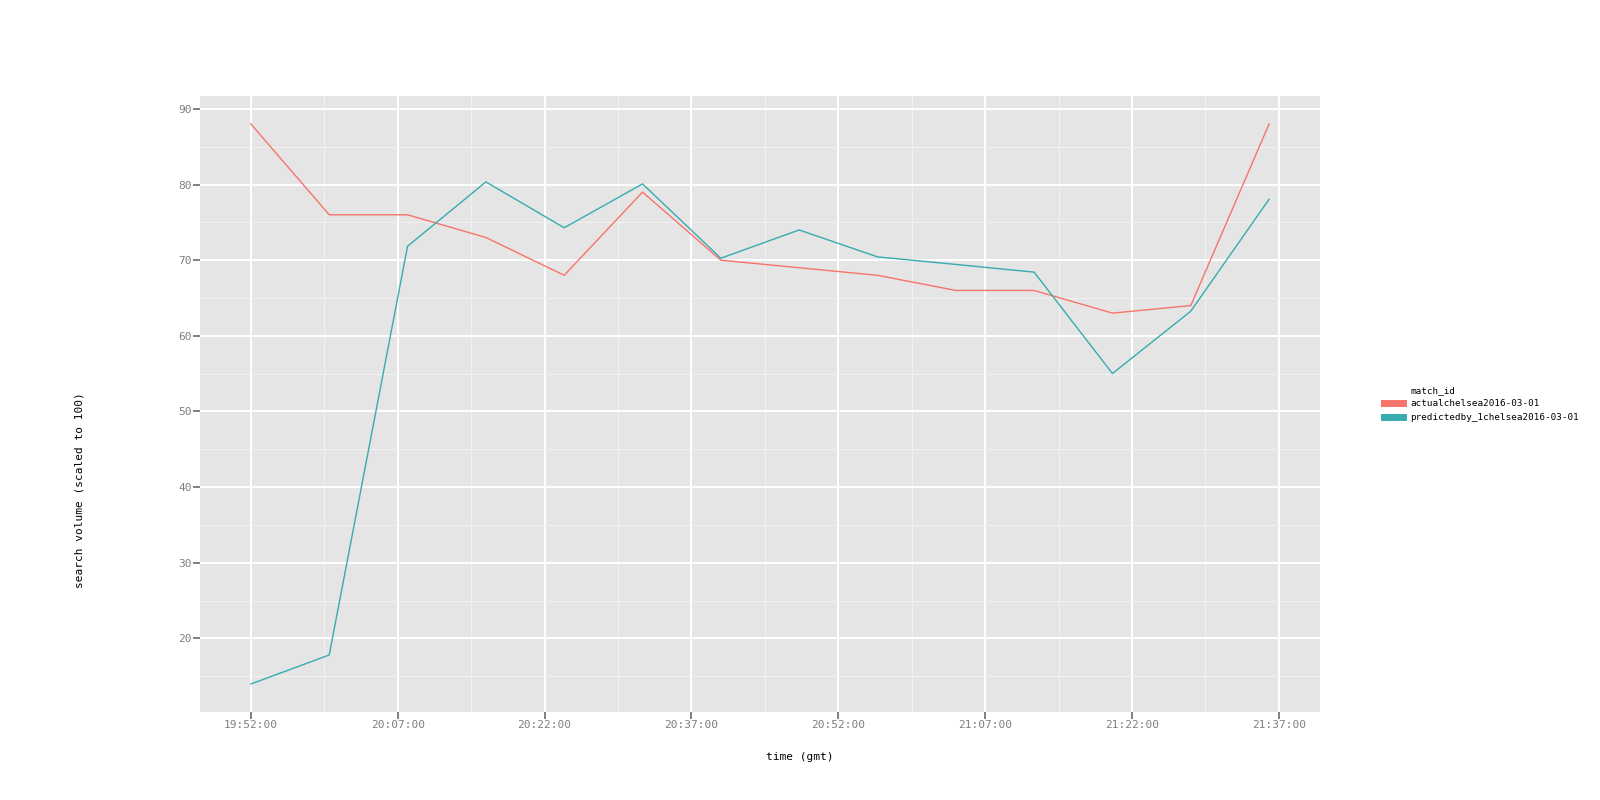 90
80
70
60
50
40
30
20
search volume (scaled to 100)
19:52:00 20:07:00 20:22:00 20:37:00 20:52:00 21:07:00 21:22:00 21:37:00
time (gmt)
match_id
actualchelsea2016-03-01
predictedby_1chelsea2016-03-01